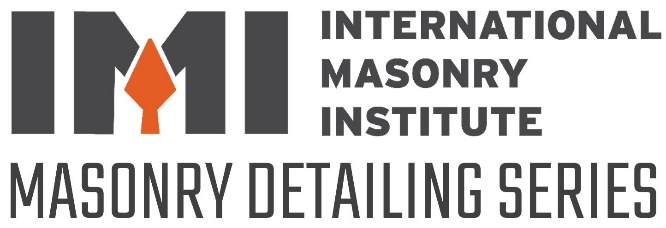 IMI
INTERNATIONAL
MASONRY
INSTITUTE
MASONRY DETAILING SERIES